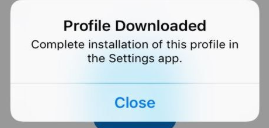 Profile Downloaded
Complete installation of this profile in
the Settings app.
Close